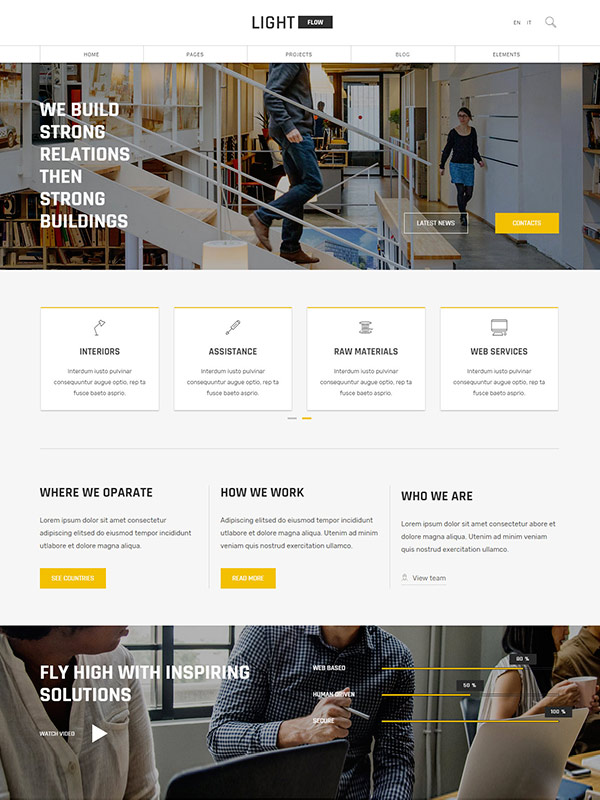 LIGHT FLOW
EN IT
HOME PAGES PROJECTS BLOG ELEMENTS
WE BUILD
STRONG
RELATIONS
THEN
STRONG
BUILDINGS
LATEST NEWS CONTACTS
INTERIORS
Interdum iusto pulvinar
consequuntur augue optio, rep ta
fusce baeto asprio.
ASSISTANCE
Interdum iusto pulvinar
consequuntur augue optio, rep ta
fusce baeto asprio.
RAW MATERIALS
Interdum iusto pulvinar
consequuntur augue optio, rep ta
fusce baeto asprio.
WEB SERVICES
Interdum iusto pulvinar
consequuntur augue optio, rep ta
fusce baeto asprio.
WHERE WE OPARATE
Lorem ipsum dolor sit amet consectetur
adipiscing elitsed do eiusmod tempor incididunt
utlabore et dolore magna aliqua.
SEE COUNTRIES
HOW WE WORK
Adipiscing elitsed do eiusmod tempor incididunt
utlabore et dolore magna aliqua. Utenim ad minim
veniam quis nostrud exercitation ullamco.
READ MORE
WHO WE ARE
Lorem ipsum dolor sit amet consectetur abore et
dolore magna aliqua. Utenim ad minim veniam
quis nostrud exercitation ullamco.
View team
FLY HIGH WITH INSPIRING
SOLUTIONS
WATCH VIDEO
WEB BASED 80 %
HUMAN DRIVEN 50 %
SECURE 100 %